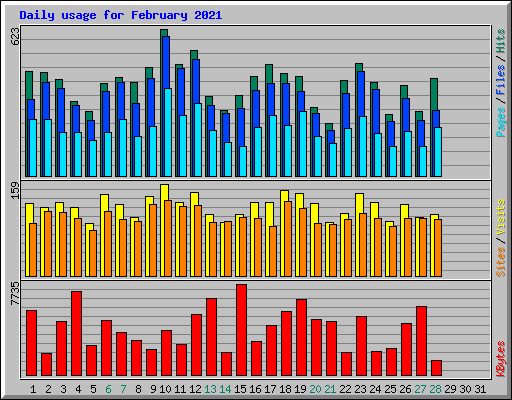 Daily usage for February 2021
623
Pages / Files / Hits
159
Sites / Visits
7735
KBytes
1 2 3 4 5 6 7 8 9 10 11 12 13 14 15 16 17 18 19 20 21 22 23 24 25 26 27 28 29 30 31